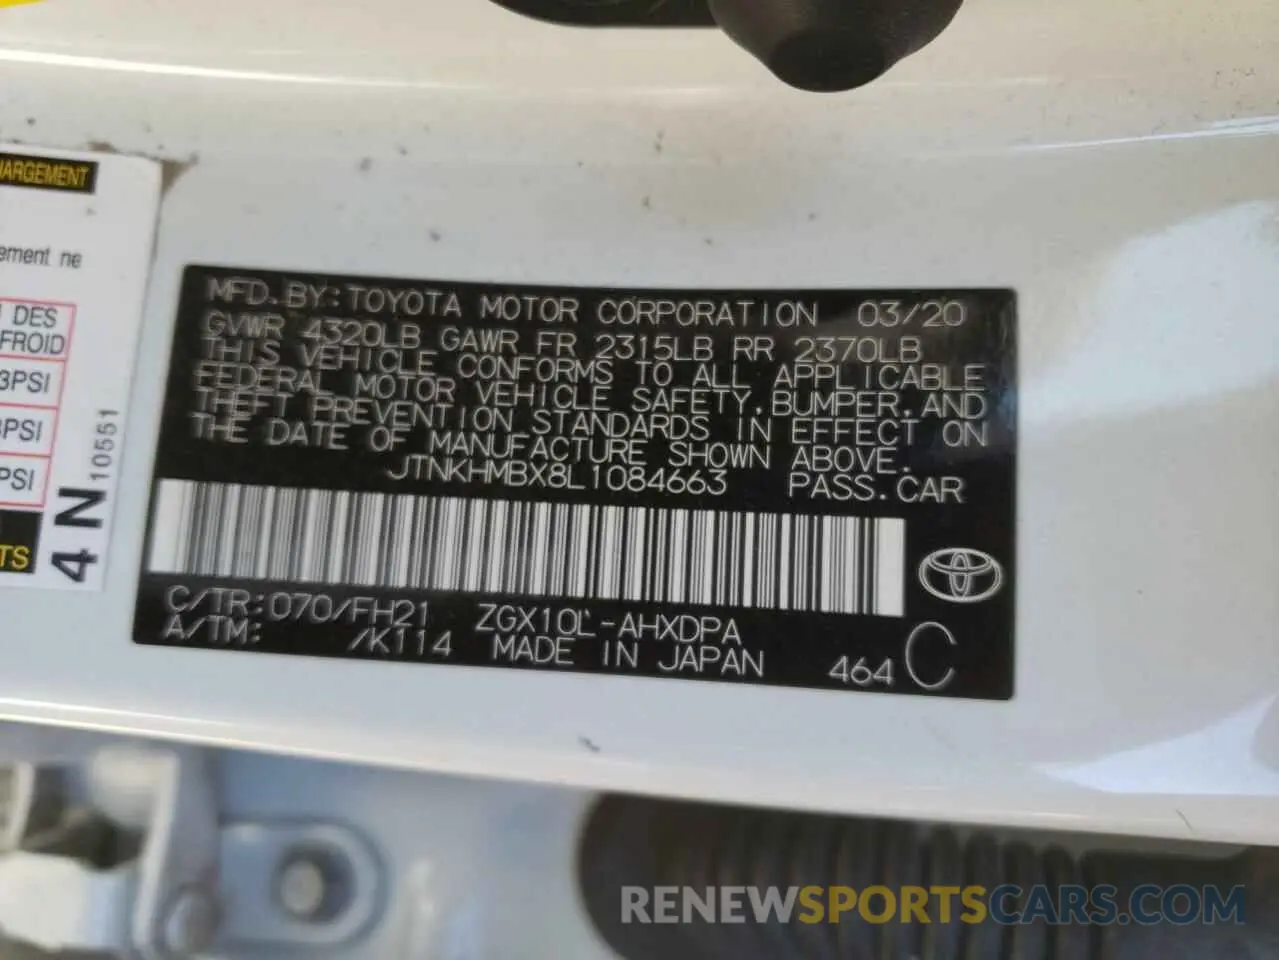 HARGEMENT
ement ne
DES
FROID
3PSI
PSI
PSI
TS
4N
10551
MFD.BY:TOYOTA MOTOR CORPORATION 03/20
GVWR 4320LB GAWR FR 2315LB RR 2370LB
THIS VEHICLE CONFORMS TO ALL APPLICABLE
FEDERAL MOTOR VEHICLE SAFETY,BUMPER,AND
THEFT PREVENTION STANDARDS IN EFFECT ON
THE DATE OF MANUFACTURE SHOWN ABOVE.
JTNKHMBX8L1084663 PASS.CAR
C/TR:070/FH21 ZGX10L-AHXDPA
A/TM: /K114 MADE IN JAPAN 464 C
RENEWSPORTSCARS.COM